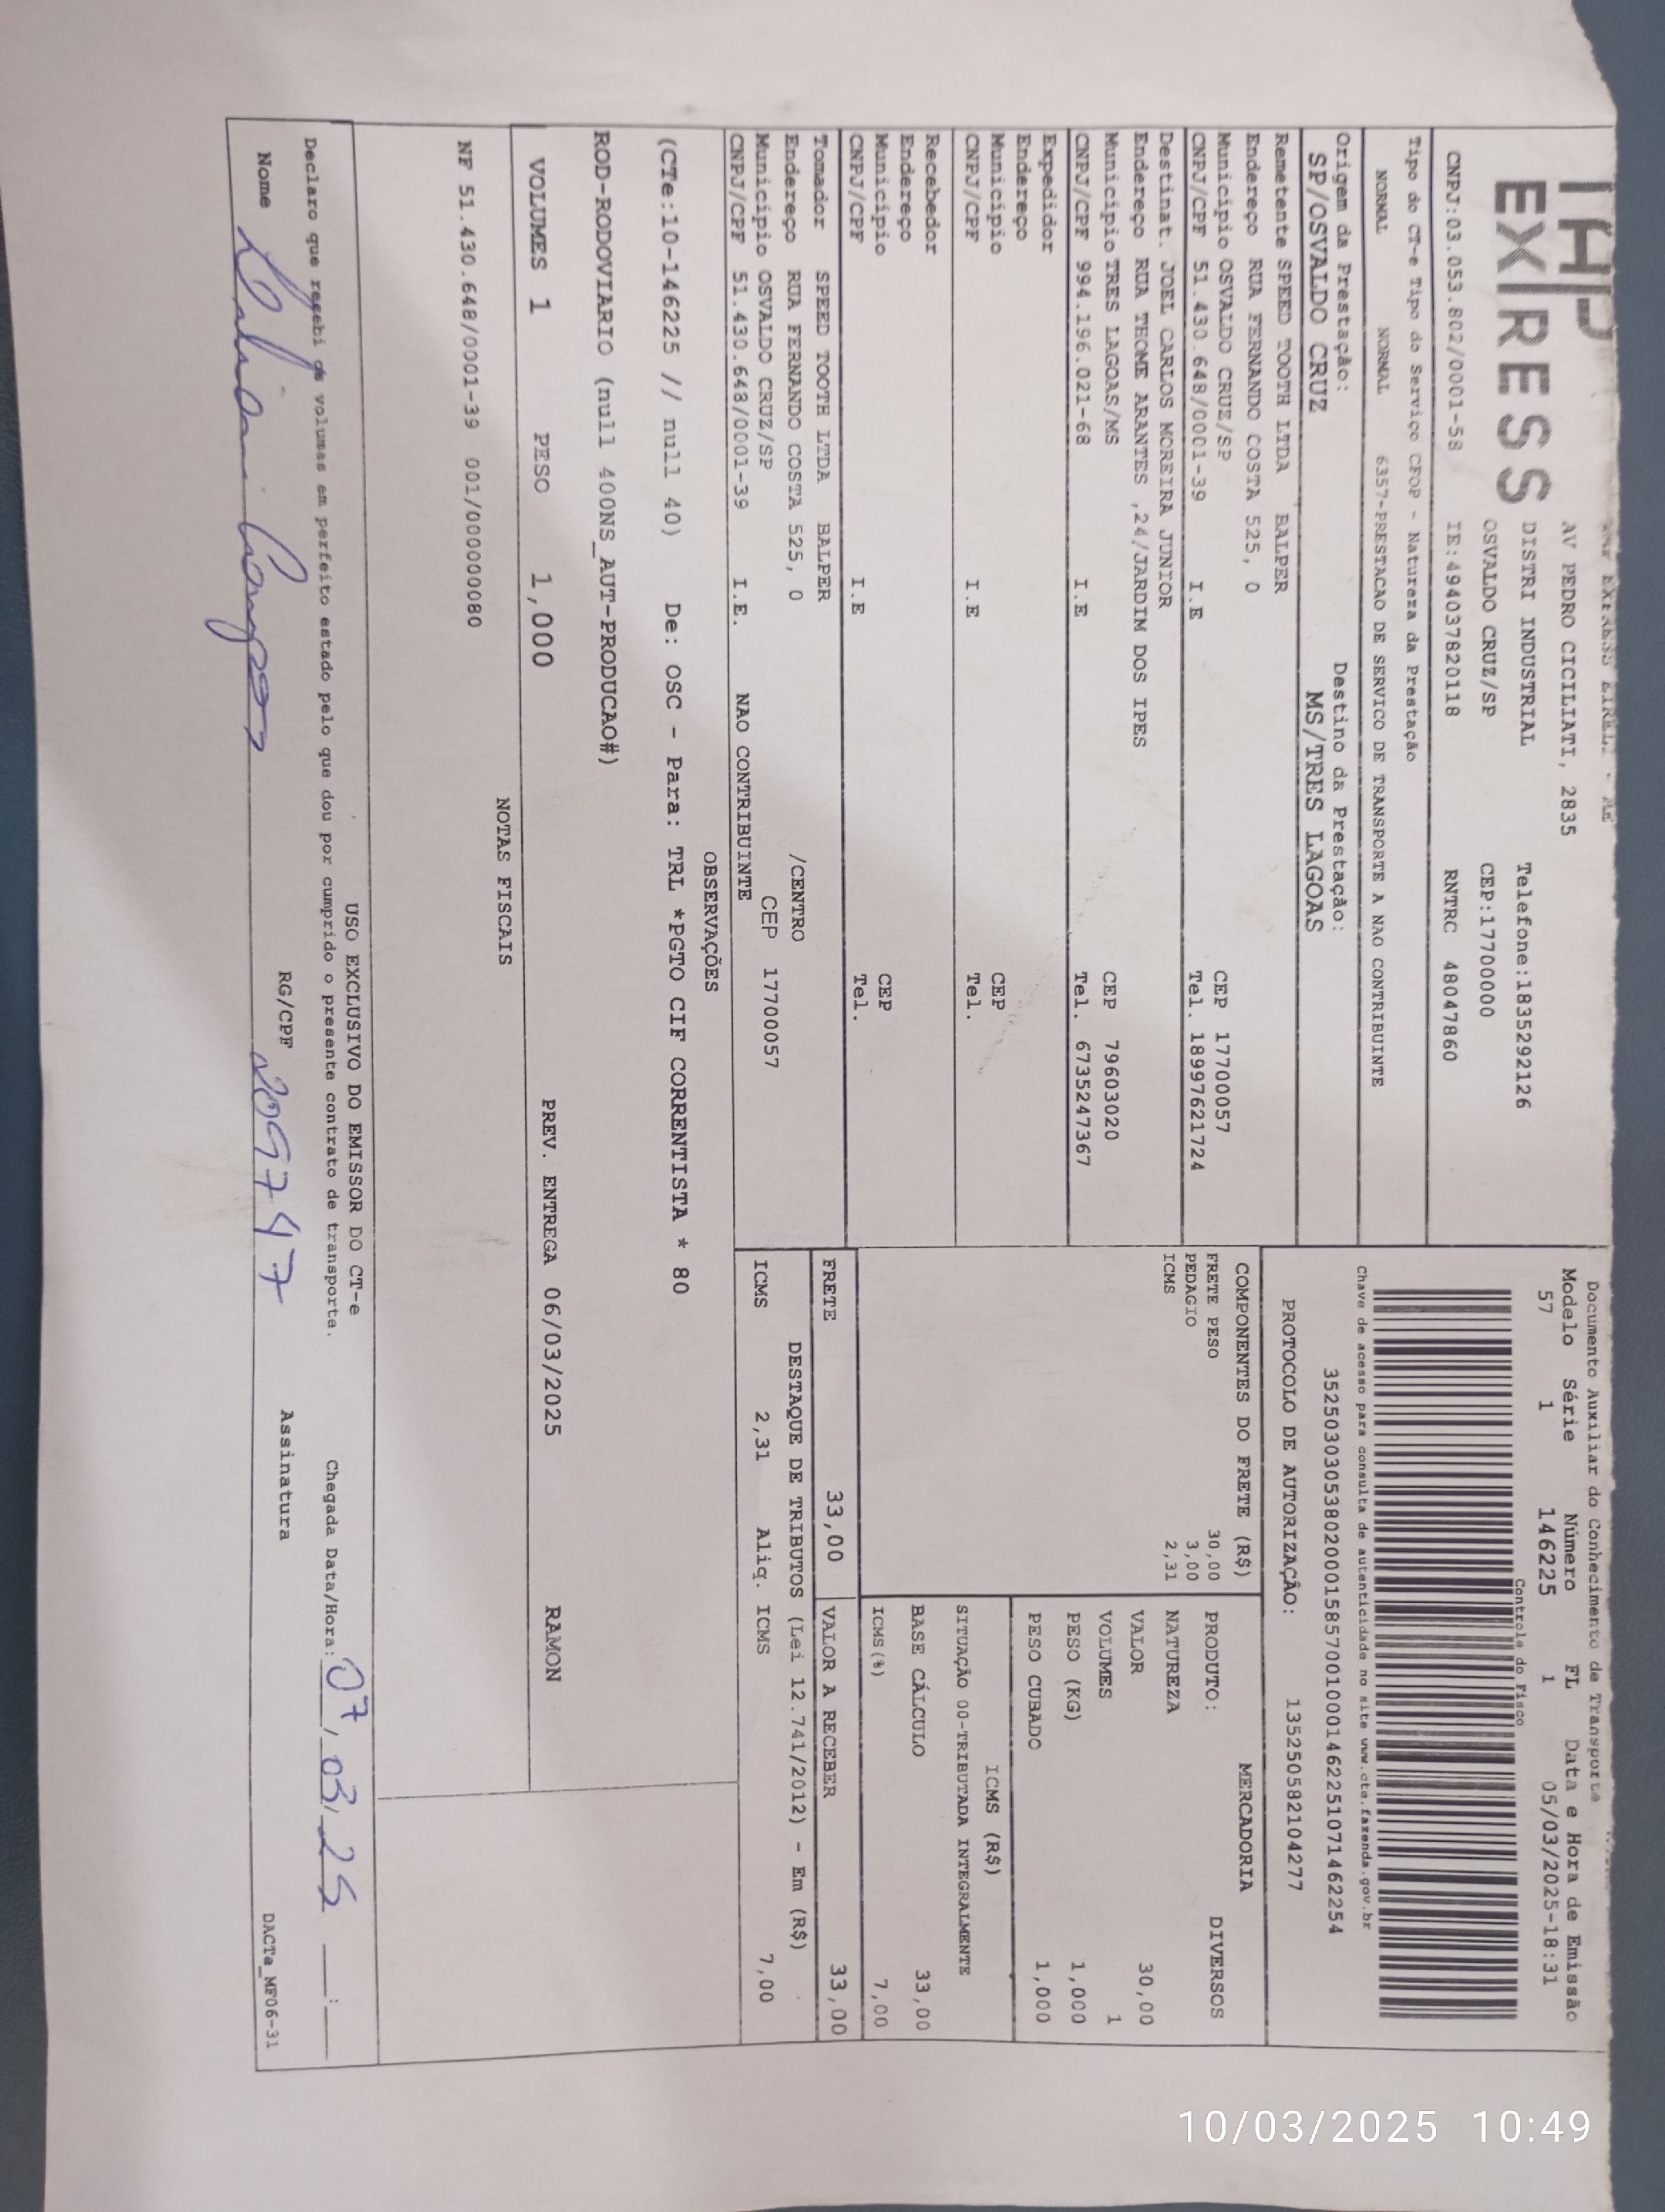 EXPRESS
AV PEDRO CICILIATI, 2835
DISTRI INDUSTRIAL Telefone:1835292126
OSVALDO CRUZ/SP CEP:17700000
CNPJ:03.053.802/0001-58 IE:494037820118 RNTRC 48047860
Tipo do CT-e Tipo do Serviço CFOP - Natureza da Prestação
NORMAL NORMAL 6357-PRESTACAO DE SERVICO DE TRANSPORTE A NAO CONTRIBUINTE
Origem da Prestação: Destino da Prestação:
SP/OSVALDO CRUZ MS/TRES LAGOAS
Documento Auxiliar do Conhecimento de Transporte
Modelo Série Número FL Data e Hora de Emissão
57 1 146225 1 05/03/2025-18:31
Controle do Fisco
Chave de acesso para consulta de autenticidade no site www.cte.fazenda.gov.br
35250303053802000158570010001462251071462254
PROTOCOLO DE AUTORIZAÇÃO: 135250582104277
Remetente SPEED TOOTH LTDA BALPER
Endereço RUA FERNANDO COSTA 525, 0
Município OSVALDO CRUZ/SP CEP 17700057
CNPJ/CPF 51.430.648/0001-39 I.E Tel. 18997621724
Destinat. JOEL CARLOS MOREIRA JUNIOR
Endereço RUA THOME ARANTES ,24/JARDIM DOS IPES
Município TRES LAGOAS/MS CEP 79603020
CNPJ/CPF 994.196.021-68 I.E Tel. 6735247367
Expedidor
Endereço
Município CEP
CNPJ/CPF I.E Tel.
Recebedor
Endereço
Município CEP
CNPJ/CPF I.E Tel.
Tomador SPEED TOOTH LTDA BALPER
Endereço RUA FERNANDO COSTA 525, 0 /CENTRO
Município OSVALDO CRUZ/SP CEP 17700057
CNPJ/CPF 51.430.648/0001-39 I.E. NAO CONTRIBUINTE
COMPONENTES DO FRETE (R$)
FRETE PESO 30,00
PEDAGIO 3,00
ICMS 2,31
MERCADORIA
PRODUTO: DIVERSOS
NATUREZA
VALOR 30,00
VOLUMES 1
PESO (KG) 1,000
PESO CUBADO 1,000
ICMS (R$)
SITUAÇÃO 00-TRIBUTADA INTEGRALMENTE
BASE CÁLCULO 33,00
ICMS(%) 7,00
FRETE 33,00 VALOR A RECEBER 33,00
DESTAQUE DE TRIBUTOS (Lei 12.741/2012) - Em (R$)
ICMS 2,31 Aliq. ICMS 7,00
OBSERVAÇÕES
(CTe:10-146225 // null 40) De: OSC - Para: TRL *PGTO CIF CORRENTISTA * 80
ROD-RODOVIARIO (null 400NS_AUT-PRODUCAO#)
VOLUMES 1 PESO 1,000 PREV. ENTREGA 06/03/2025 RAMON
NOTAS FISCAIS
NF 51.430.648/0001-39 001/000000080
USO EXCLUSIVO DO EMISSOR DO CT-e
Declaro que recebi os volumes em perfeito estado pelo que dou por cumprido o presente contrato de transporte. Chegada Data/Hora: 07/03/25 __:__
Nome RG/CPF 2097747 Assinatura
DACTe_MF06-31
10/03/2025 10:49